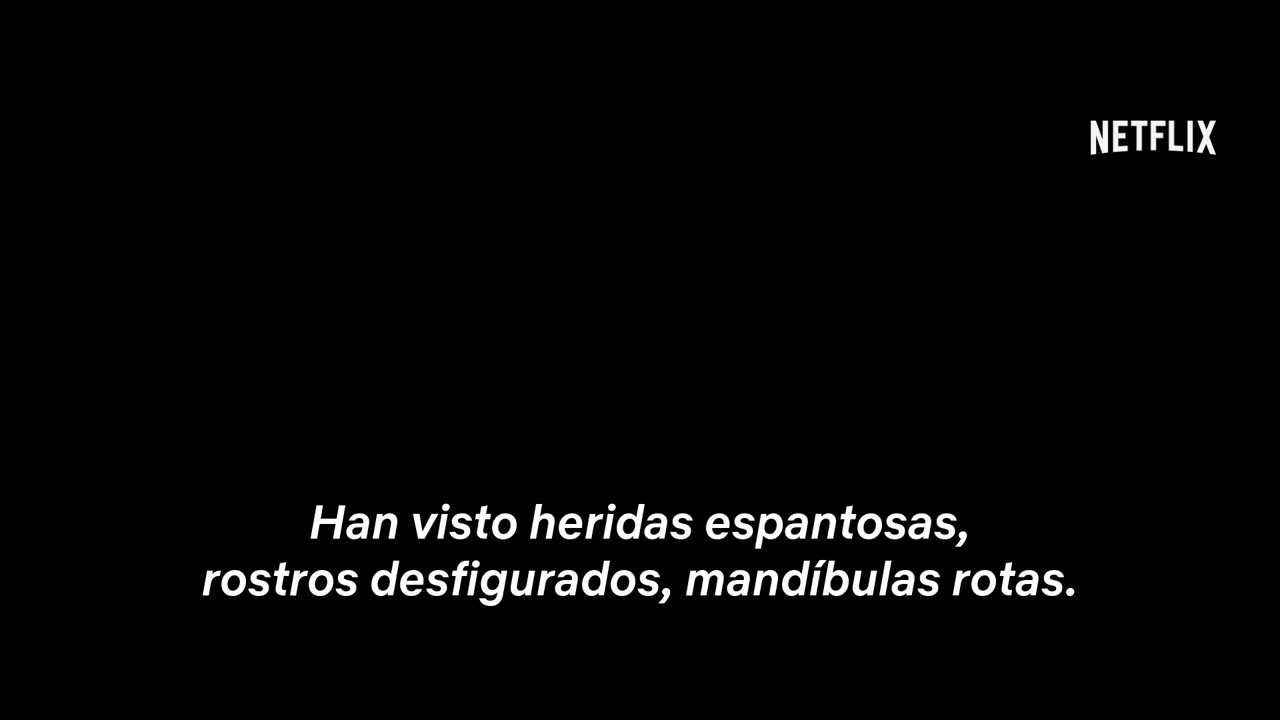 NETFLIX
Han visto heridas espantosas,
rostros desfigurados, mandíbulas rotas.